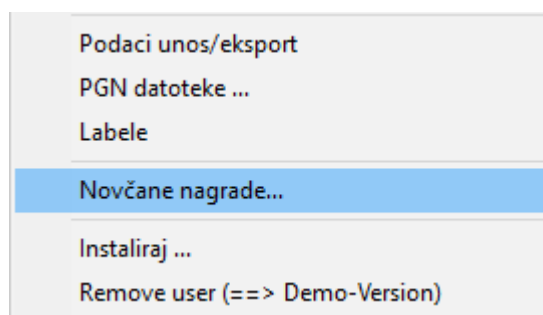 Podaci unos/eksport
PGN datoteke ...
Labele
Novčane nagrade...
Instaliraj ...
Remove user (==> Demo-Version)